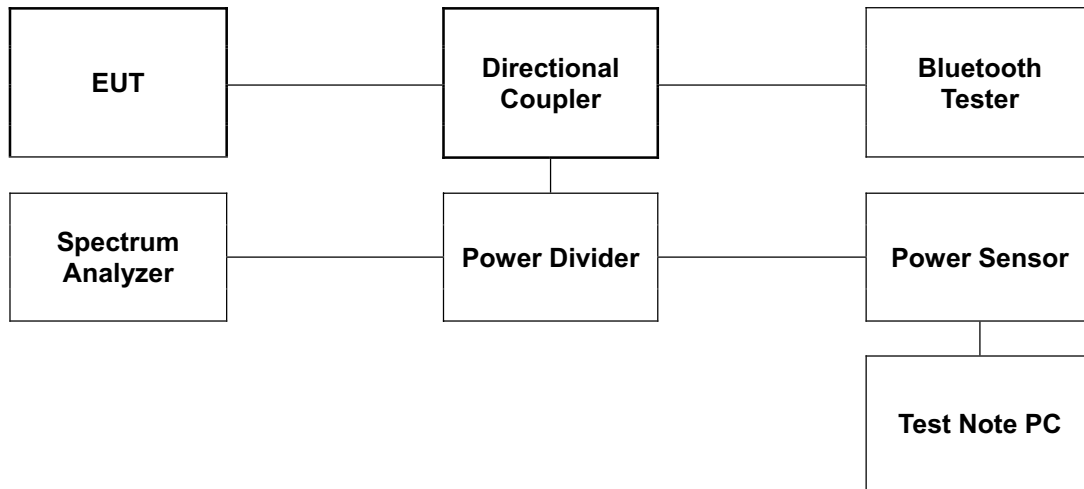 EUT
Directional
Coupler
Bluetooth
Tester
Spectrum
Analyzer
Power Divider
Power Sensor
Test Note PC